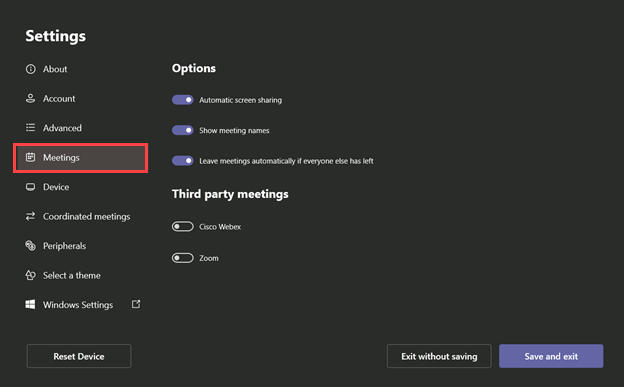 Settings
About
Account
Advanced
Meetings
Device
Coordinated meetings
Peripherals
Select a theme
Windows Settings
Options
Automatic screen sharing
Show meeting names
Leave meetings automatically if everyone else has left
Third party meetings
Cisco Webex
Zoom
Reset Device
Exit without saving
Save and exit